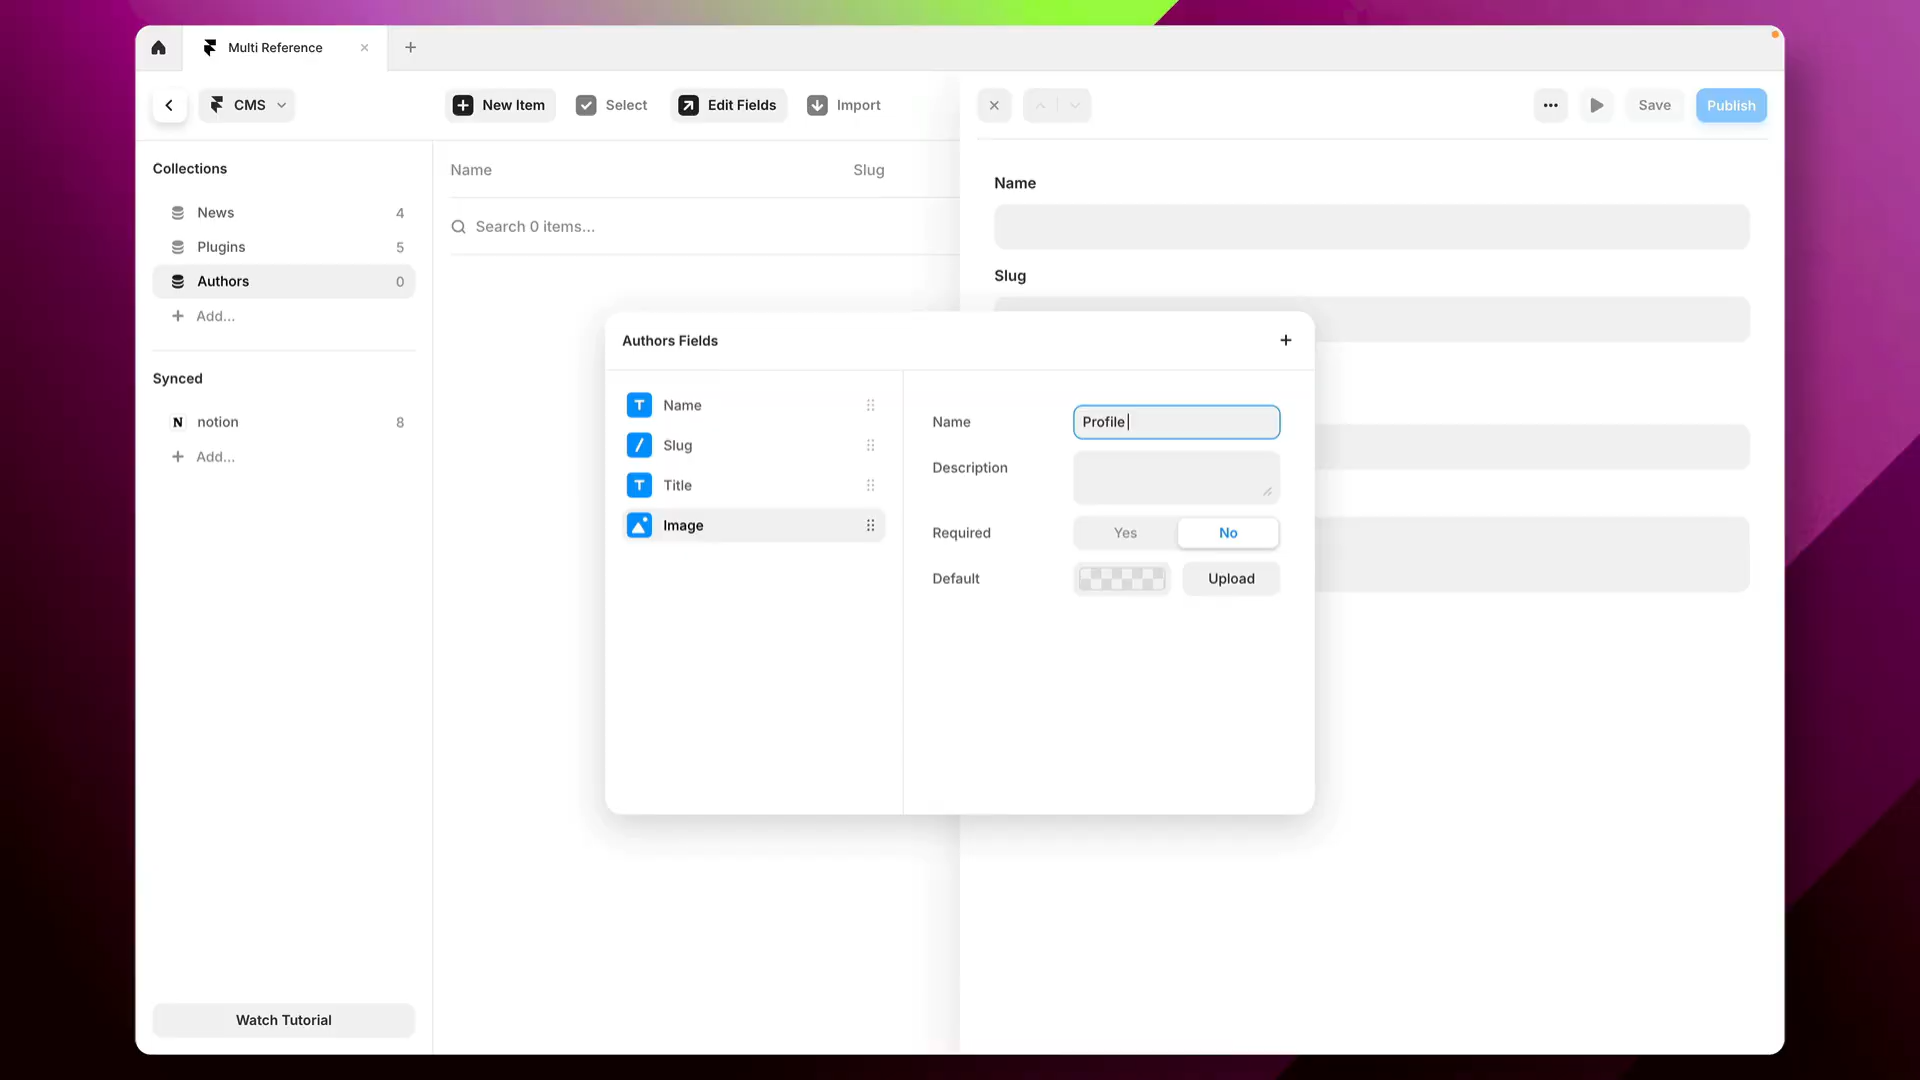 Multi Reference
CMS
New Item
Select
Edit Fields
Import
Save
Publish
Collections
News 4
Plugins 5
Authors 0
Add...
Synced
notion 8
Add...
Watch Tutorial
Name Slug
Search 0 items...
Name
Slug
Authors Fields
Name
Slug
Title
Image
Name Profile
Description
Required Yes No
Default Upload